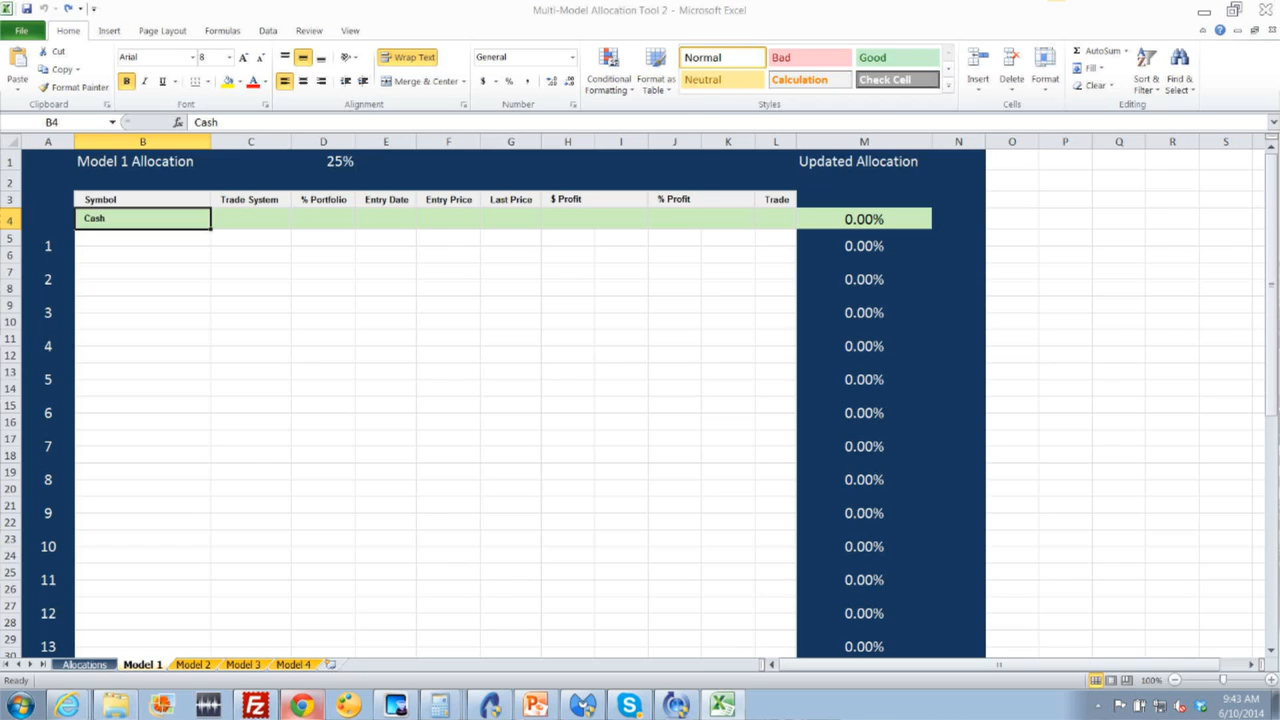 Multi-Model Allocation Tool 2 - Microsoft Excel
File Home Insert Page Layout Formulas Data Review View
Paste
Cut
Copy
Format Painter
Clipboard
Arial 8
B I U
Font
Wrap Text
Merge & Center
Alignment
General
$ % ,
Number
Conditional Formatting
Format as Table
Normal Bad Good
Neutral Calculation Check Cell
Styles
Insert Delete Format
Cells
AutoSum
Fill
Clear
Sort & Filter
Find & Select
Editing
B4 fx Cash
A B C D E F G H I J K L M N O P Q R S
1 Model 1 Allocation 25% Updated Allocation
2
3 Symbol Trade System % Portfolio Entry Date Entry Price Last Price $ Profit % Profit Trade
4 Cash 0.00%
5
6 1 0.00%
7
8 2 0.00%
9
10 3 0.00%
11
12 4 0.00%
13
14 5 0.00%
15
16 6 0.00%
17
18 7 0.00%
19
20 8 0.00%
21
22 9 0.00%
23
24 10 0.00%
25
26 11 0.00%
27
28 12 0.00%
29
30 13 0.00%
Allocations Model 1 Model 2 Model 3 Model 4
Ready 100%
9:43 AM
6/10/2014